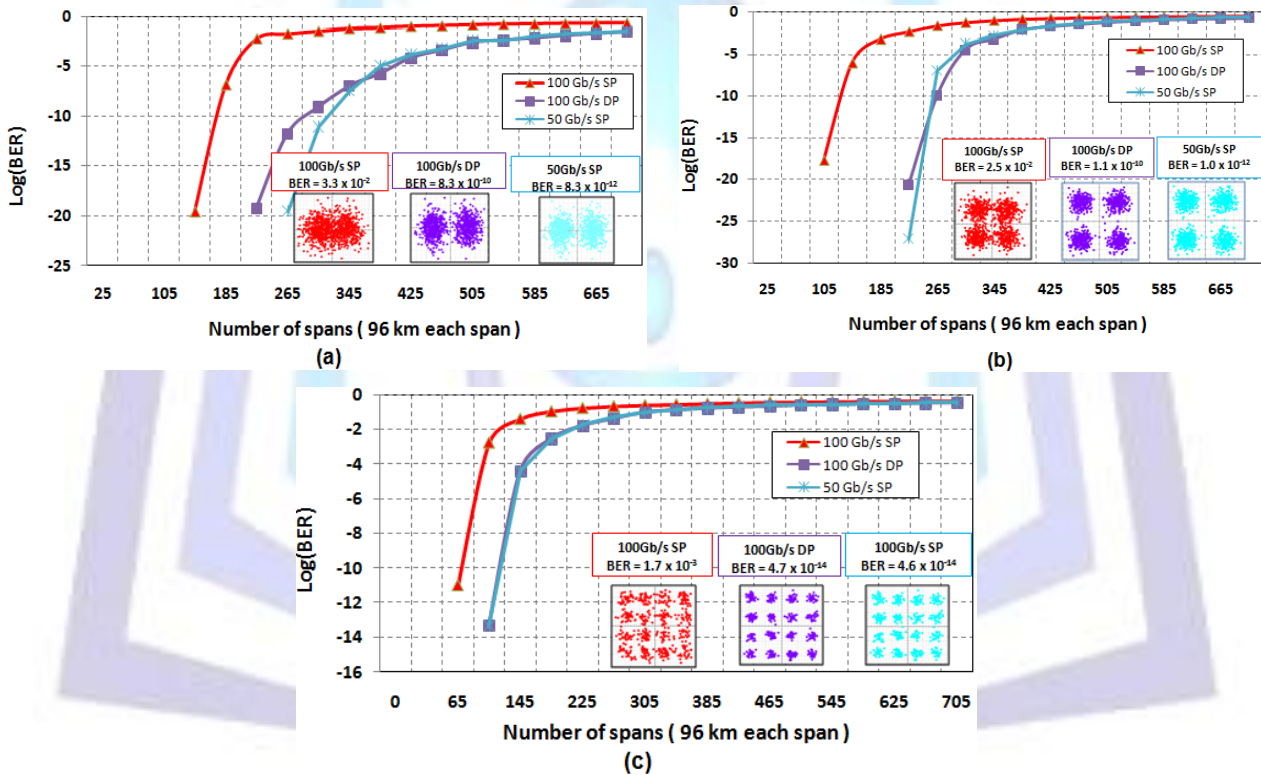 0
-5
-10
-15
-20
-25
Log(BER)
100 Gb/s SP
100 Gb/s DP
50 Gb/s SP
100Gb/s SP
BER = 3.3 x 10⁻²
100Gb/s DP
BER = 8.3 x 10⁻¹⁰
50Gb/s SP
BER = 8.3 x 10⁻¹²
25 105 185 265 345 425 505 585 665
Number of spans ( 96 km each span )
(a)
0
-5
-10
-15
-20
-25
-30
Log(BER)
100 Gb/s SP
100 Gb/s DP
50 Gb/s SP
100Gb/s SP
BER = 2.5 x 10⁻²
100Gb/s DP
BER = 1.1 x 10⁻¹⁰
50Gb/s SP
BER = 1.0 x 10⁻¹²
25 105 185 265 345 425 505 585 665
Number of spans ( 96 km each span )
(b)
0
-2
-4
-6
-8
-10
-12
-14
-16
Log(BER)
100 Gb/s SP
100 Gb/s DP
50 Gb/s SP
100Gb/s SP
BER = 1.7 x 10⁻³
100Gb/s DP
BER = 4.7 x 10⁻¹⁴
100Gb/s SP
BER = 4.6 x 10⁻¹⁴
0 65 145 225 305 385 465 545 625 705
Number of spans ( 96 km each span )
(c)